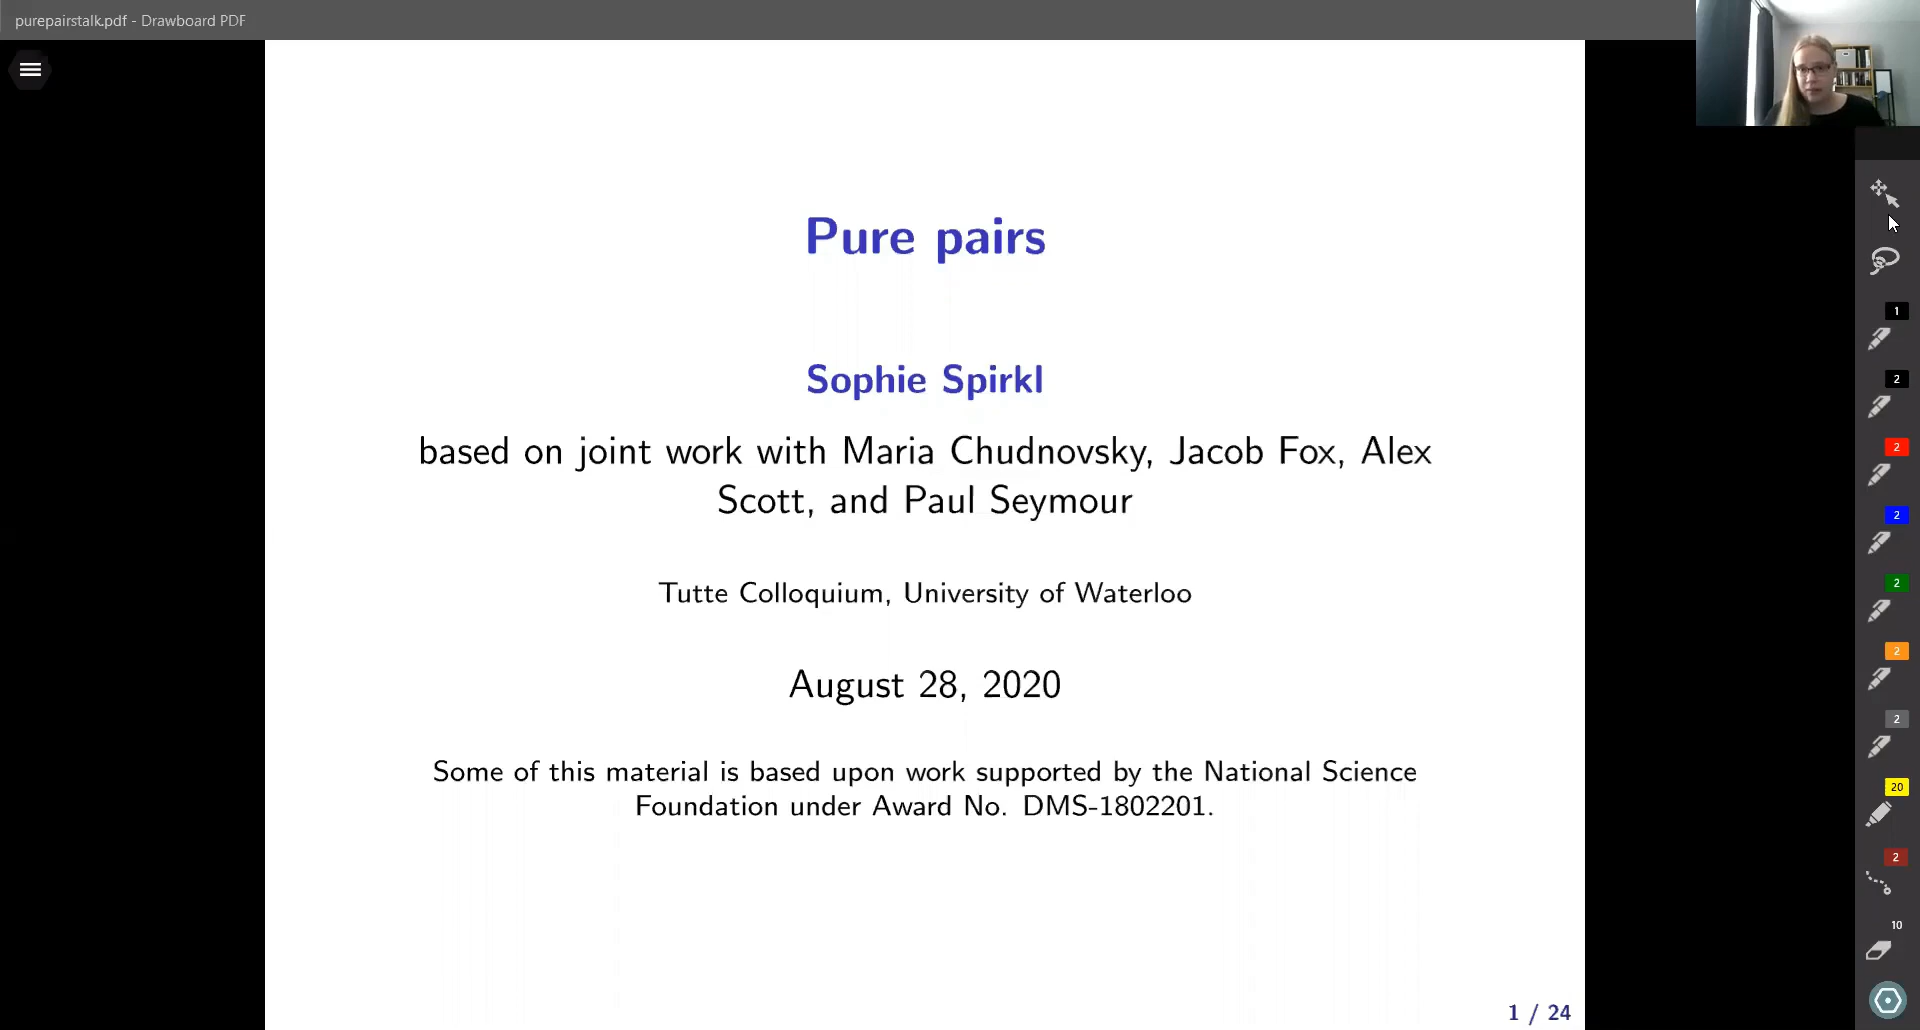 purepairstalk.pdf - Drawboard PDF
Pure pairs
Sophie Spirkl
based on joint work with Maria Chudnovsky, Jacob Fox, Alex
Scott, and Paul Seymour
Tutte Colloquium, University of Waterloo
August 28, 2020
Some of this material is based upon work supported by the National Science
Foundation under Award No. DMS-1802201.
1 / 24
1
2
2
2
2
2
2
20
2
10